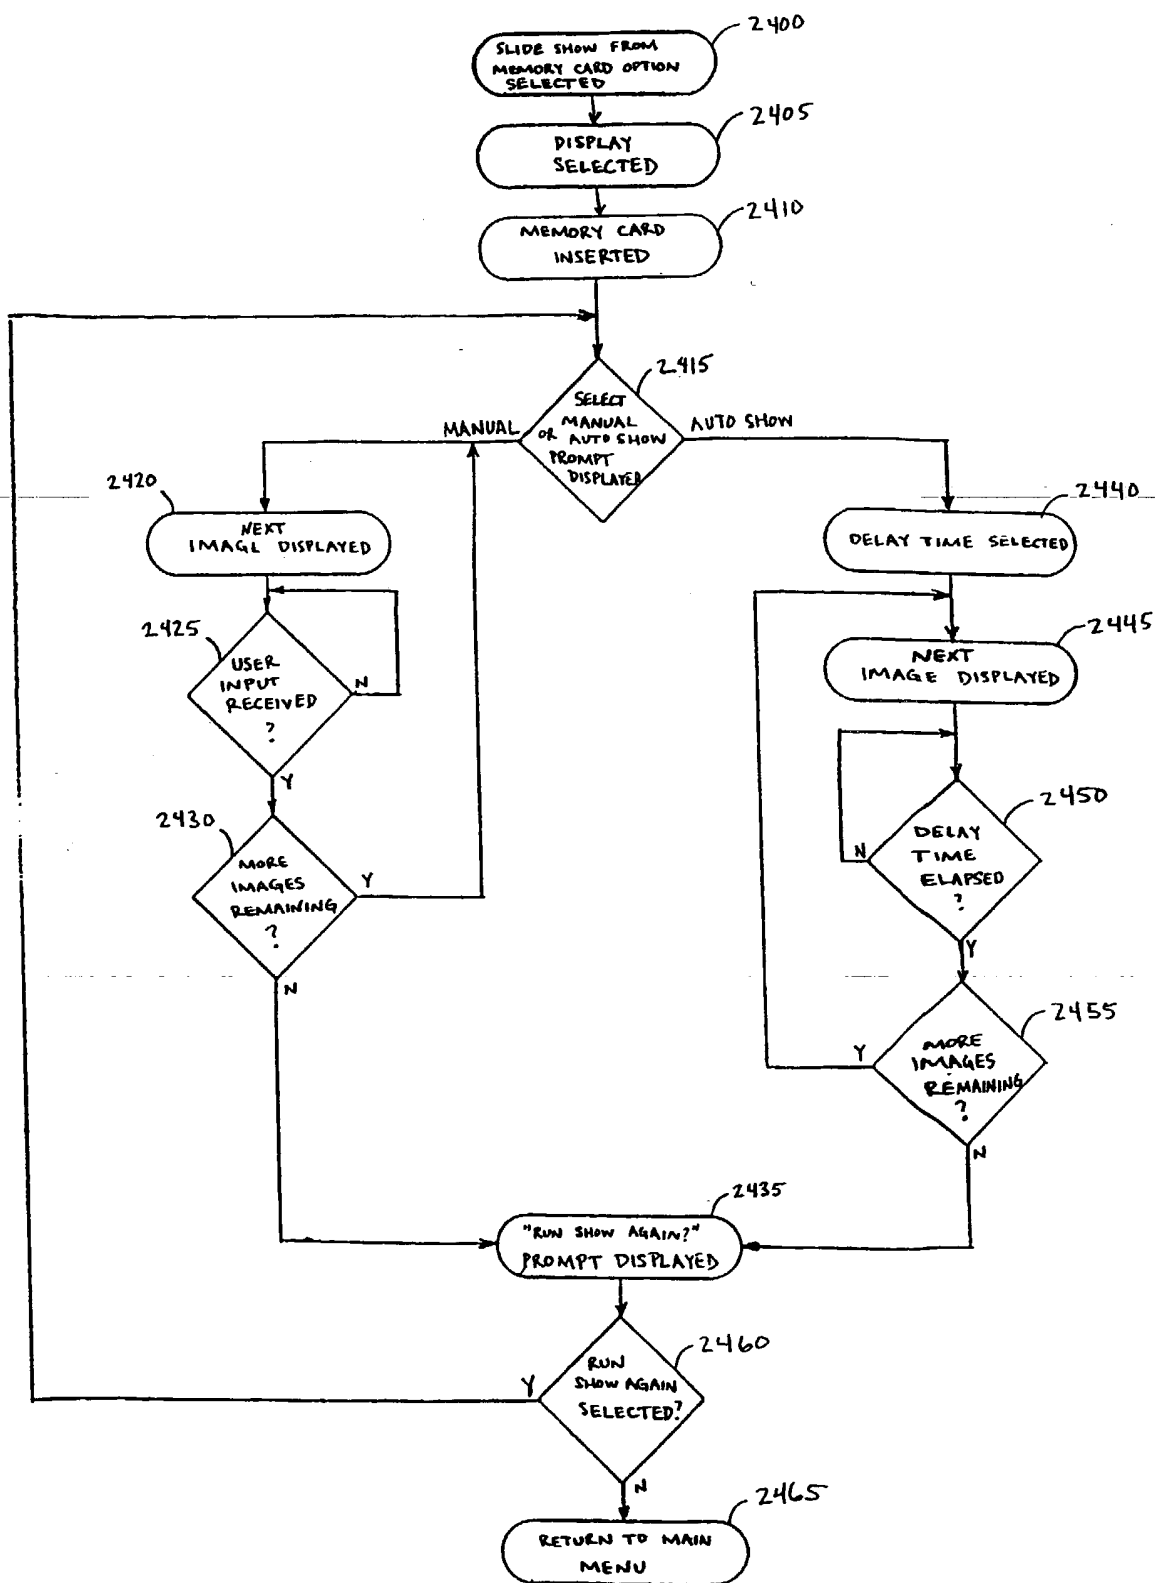 2400
SLIDE SHOW FROM
MEMORY CARD OPTION
SELECTED
2405
DISPLAY
SELECTED
2410
MEMORY CARD
INSERTED
2415
SELECT
MANUAL
OR AUTO SHOW
PROMPT
DISPLAYED
MANUAL
AUTO SHOW
2420
NEXT
IMAGE DISPLAYED
2440
DELAY TIME SELECTED
2425
USER
INPUT
RECEIVED
?
N
Y
2445
NEXT
IMAGE DISPLAYED
2430
MORE
IMAGES
REMAINING
?
Y
N
2450
DELAY
TIME
ELAPSED
?
N
Y
2455
MORE
IMAGES
REMAINING
?
Y
N
2435
"RUN SHOW AGAIN?"
PROMPT DISPLAYED
2460
RUN
SHOW AGAIN
SELECTED?
Y
N
2465
RETURN TO MAIN
MENU